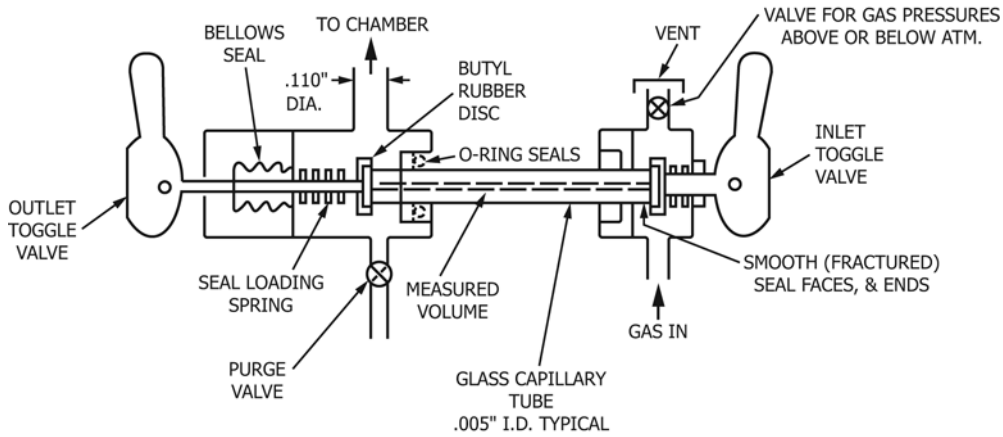 TO CHAMBER
BELLOWS
SEAL
.110"
DIA.
BUTYL
RUBBER
DISC
VENT
VALVE FOR GAS PRESSURES
ABOVE OR BELOW ATM.
INLET
TOGGLE
VALVE
O-RING SEALS
OUTLET
TOGGLE
VALVE
SEAL LOADING
SPRING
MEASURED
VOLUME
SMOOTH (FRACTURED)
SEAL FACES, & ENDS
GAS IN
PURGE
VALVE
GLASS CAPILLARY
TUBE
.005" I.D. TYPICAL